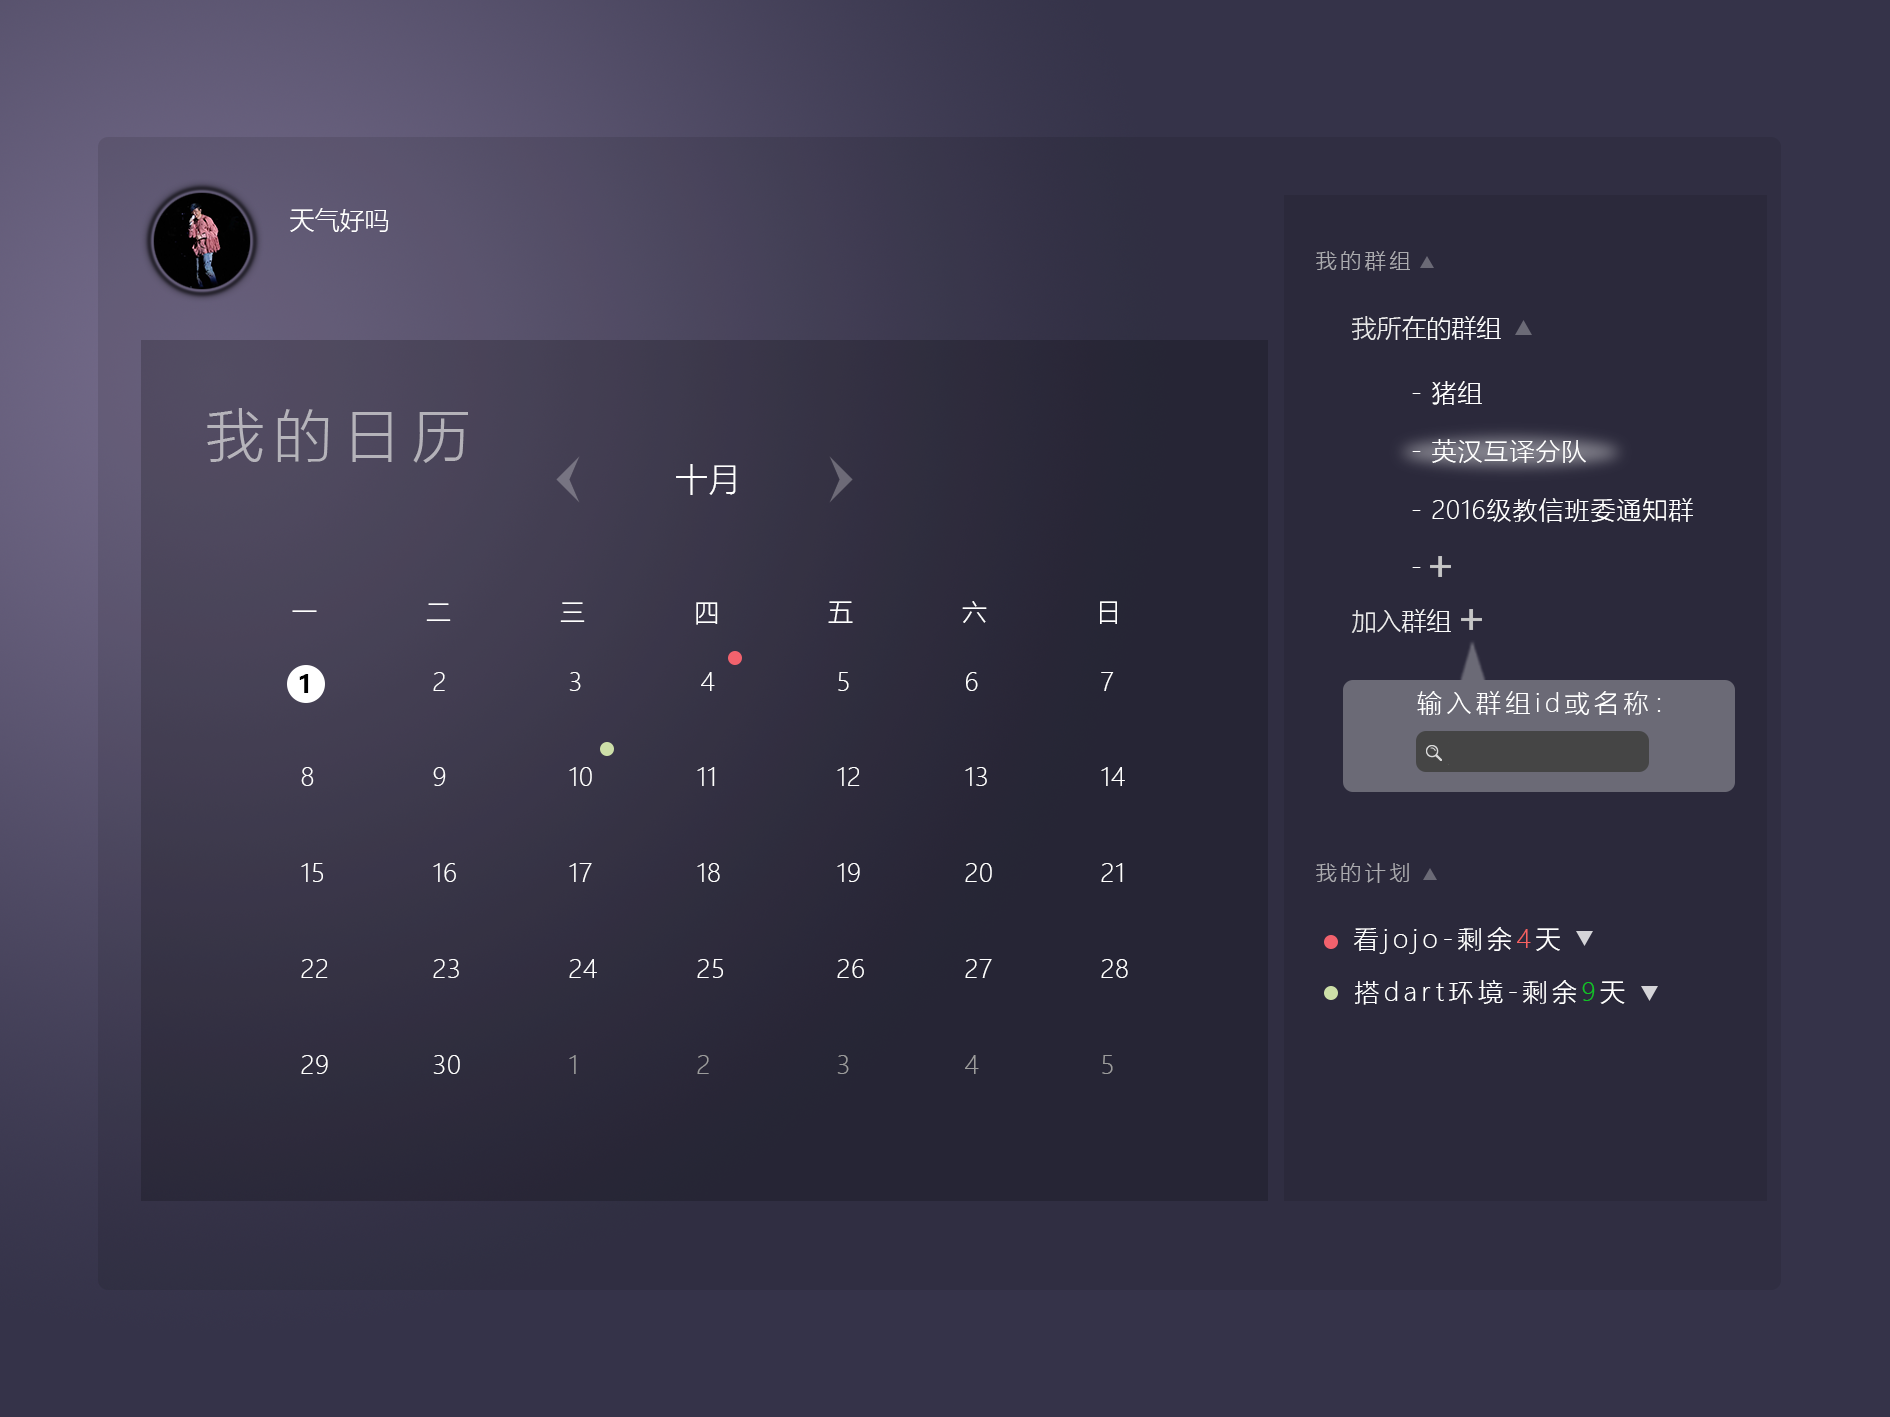 天气好吗
我的日历
十月
一 二 三 四 五 六 日
1 2 3 4 5 6 7
8 9 10 11 12 13 14
15 16 17 18 19 20 21
22 23 24 25 26 27 28
29 30 1 2 3 4 5
我的群组
我所在的群组
- 猪组
- 英汉互译分队
- 2016级教信班委通知群
- +
加入群组 +
输入群组id或名称：
我的计划
看jojo-剩余4天
搭dart环境-剩余9天